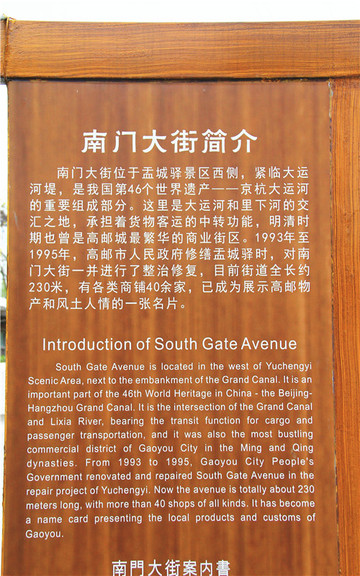 南门大街简介
南门大街位于盂城驿景区西侧，紧临大运
河堤，是我国第46个世界遗产——京杭大运河
的重要组成部分。这里是大运河和里下河的交
汇之地，承担着货物客运的中转功能，明清时
期也曾是高邮城最繁华的商业街区。1993年至
1995年，高邮市人民政府修缮盂城驿时，对南
门大街一并进行了整治修复，目前街道全长约
230米，有各类商铺40余家，已成为展示高邮物
产和风土人情的一张名片。
Introduction of South Gate Avenue
South Gate Avenue is located in the west of Yuchengyi
Scenic Area, next to the embankment of the Grand Canal. It is an
important part of the 46th World Heritage in China - the Beijing-
Hangzhou Grand Canal. It is the intersection of the Grand Canal
and Lixia River, bearing the transit function for cargo and
passenger transportation, and it was also the most bustling
commercial district of Gaoyou City in the Ming and Qing
dynasties. From 1993 to 1995, Gaoyou City People's
Government renovated and repaired South Gate Avenue in the
repair project of Yuchengyi. Now the avenue is totally about 230
meters long, with more than 40 shops of all kinds. It has become
a name card presenting the local products and customs of
Gaoyou.
南門大街案内書